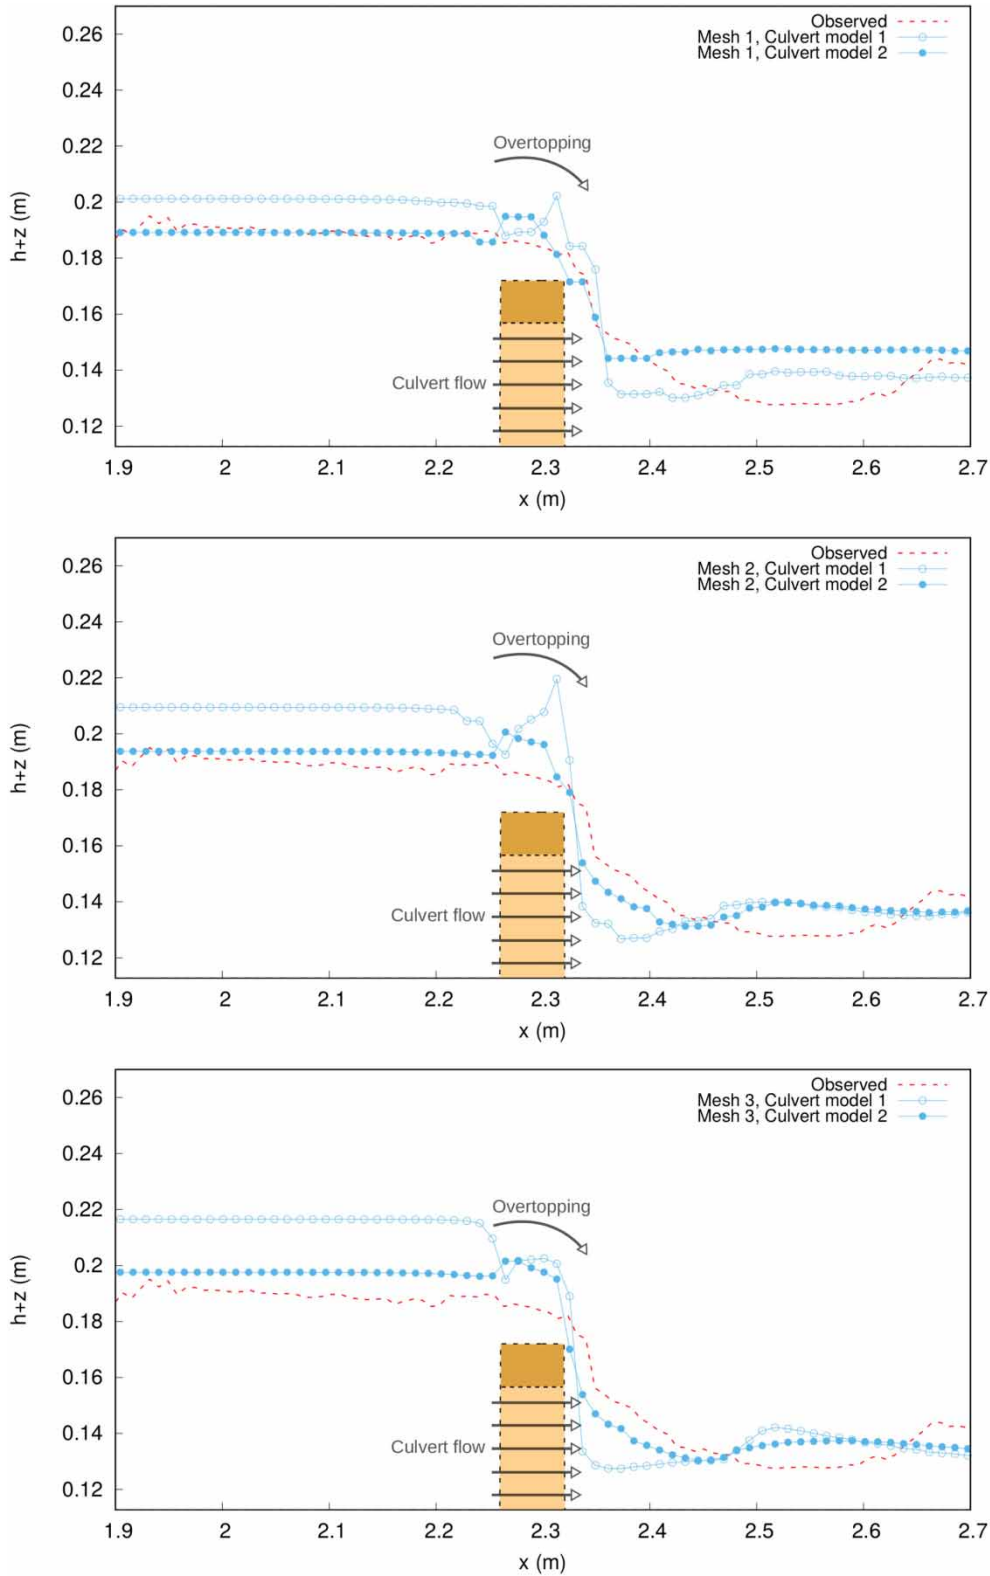 Observed
Mesh 1, Culvert model 1
Mesh 1, Culvert model 2
0.26
0.24
0.22
0.2
0.18
0.16
0.14
0.12
h+z (m)
Overtopping
Culvert flow
1.9 2 2.1 2.2 2.3 2.4 2.5 2.6 2.7
x (m)
Observed
Mesh 2, Culvert model 1
Mesh 2, Culvert model 2
0.26
0.24
0.22
0.2
0.18
0.16
0.14
0.12
h+z (m)
Overtopping
Culvert flow
1.9 2 2.1 2.2 2.3 2.4 2.5 2.6 2.7
x (m)
Observed
Mesh 3, Culvert model 1
Mesh 3, Culvert model 2
0.26
0.24
0.22
0.2
0.18
0.16
0.14
0.12
h+z (m)
Overtopping
Culvert flow
1.9 2 2.1 2.2 2.3 2.4 2.5 2.6 2.7
x (m)